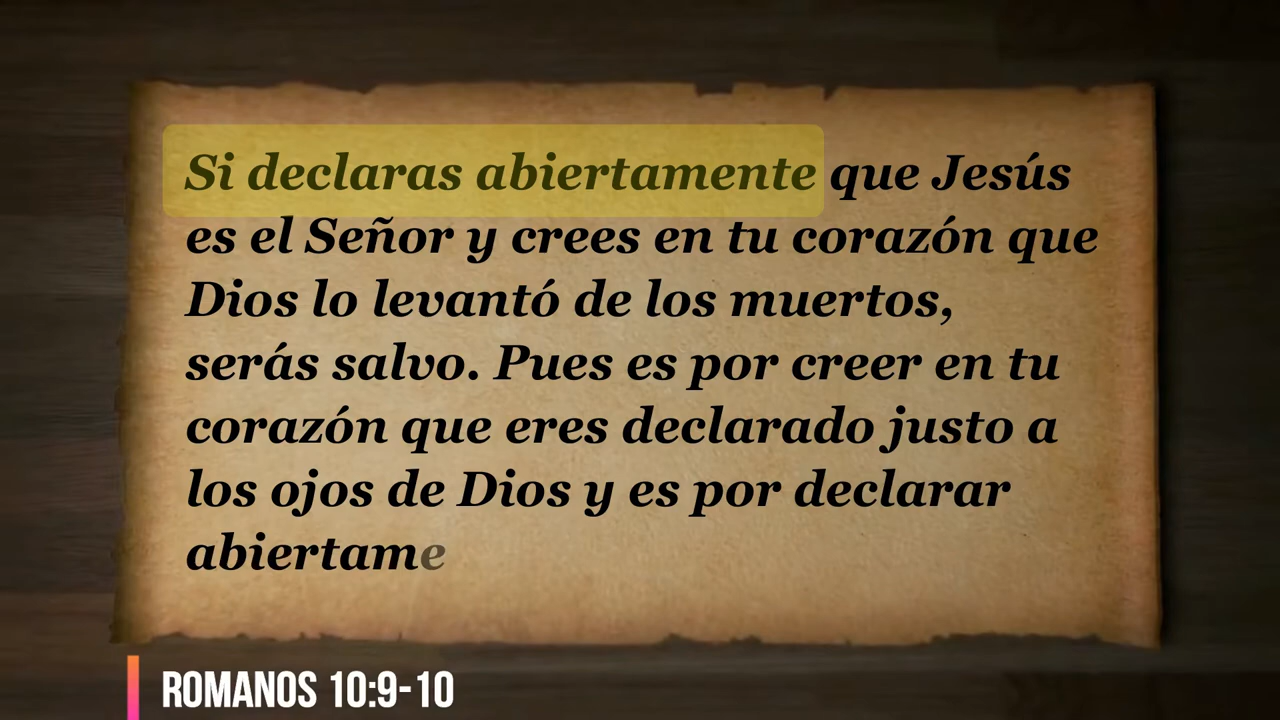 Si declaras abiertamente que Jesús
es el Señor y crees en tu corazón que
Dios lo levantó de los muertos,
serás salvo. Pues es por creer en tu
corazón que eres declarado justo a
los ojos de Dios y es por declarar
abiertame
ROMANOS 10:9-10